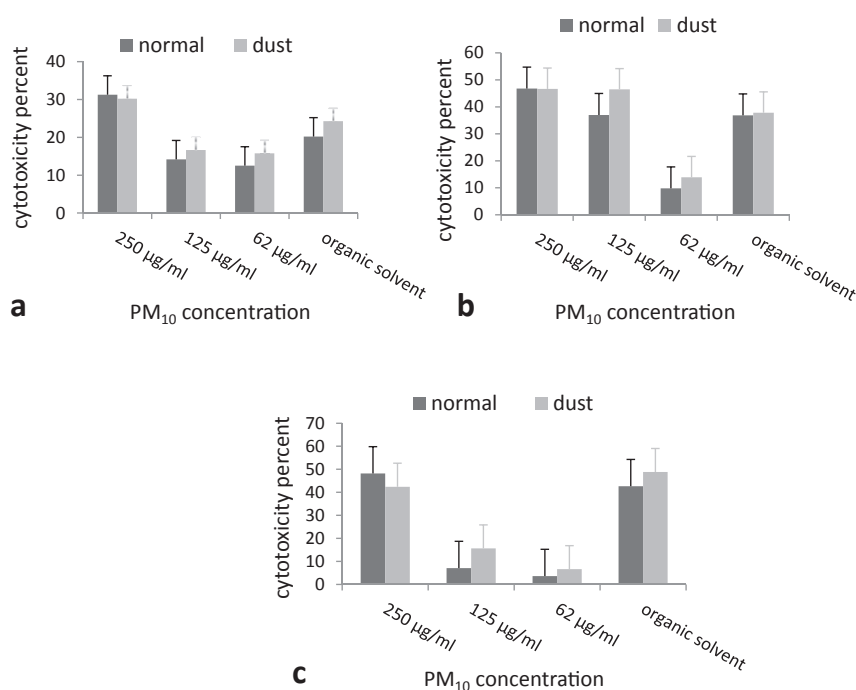 normal dust
cytotoxicity percent
40
30
20
10
0
250 µg/ml
125 µg/ml
62 µg/ml
organic solvent
PM10 concentration
a
normal dust
cytotoxicity percent
60
50
40
30
20
10
0
250 µg/ml
125 µg/ml
62 µg/ml
organic solvent
PM10 concentration
b
normal dust
cytotoxicity percent
70
60
50
40
30
20
10
0
250 µg/ml
125 µg/ml
62 µg/ml
organic solvent
PM10 concentration
c